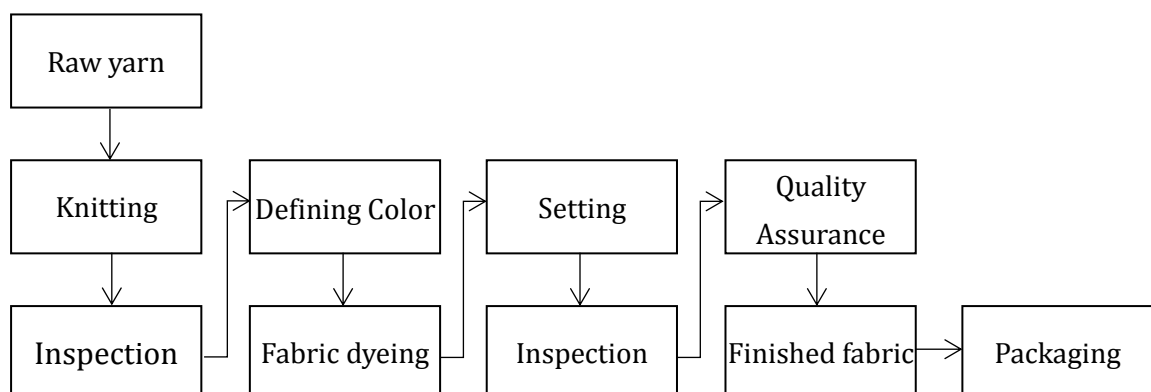 Raw yarn
Knitting
Inspection
Defining Color
Fabric dyeing
Setting
Inspection
Quality
Assurance
Finished fabric
Packaging